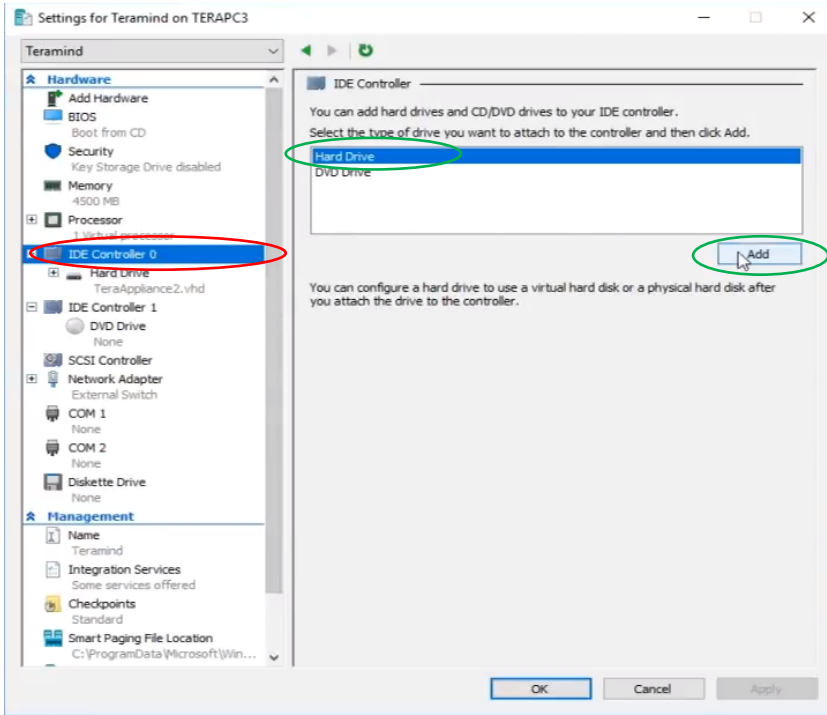 Settings for Teramind on TERAPC3
Teramind
Hardware
Add Hardware
BIOS
Boot from CD
Security
Key Storage Drive disabled
Memory
4500 MB
Processor
1 Virtual processor
IDE Controller 0
Hard Drive
TeraAppliance2.vhd
IDE Controller 1
DVD Drive
None
SCSI Controller
Network Adapter
External Switch
COM 1
None
COM 2
None
Diskette Drive
None
Management
Name
Teramind
Integration Services
Some services offered
Checkpoints
Standard
Smart Paging File Location
C:\ProgramData\Microsoft\Win...
IDE Controller
You can add hard drives and CD/DVD drives to your IDE controller.
Select the type of drive you want to attach to the controller and then click Add.
Hard Drive
DVD Drive
Add
You can configure a hard drive to use a virtual hard disk or a physical hard disk after
you attach the drive to the controller.
OK
Cancel
Apply